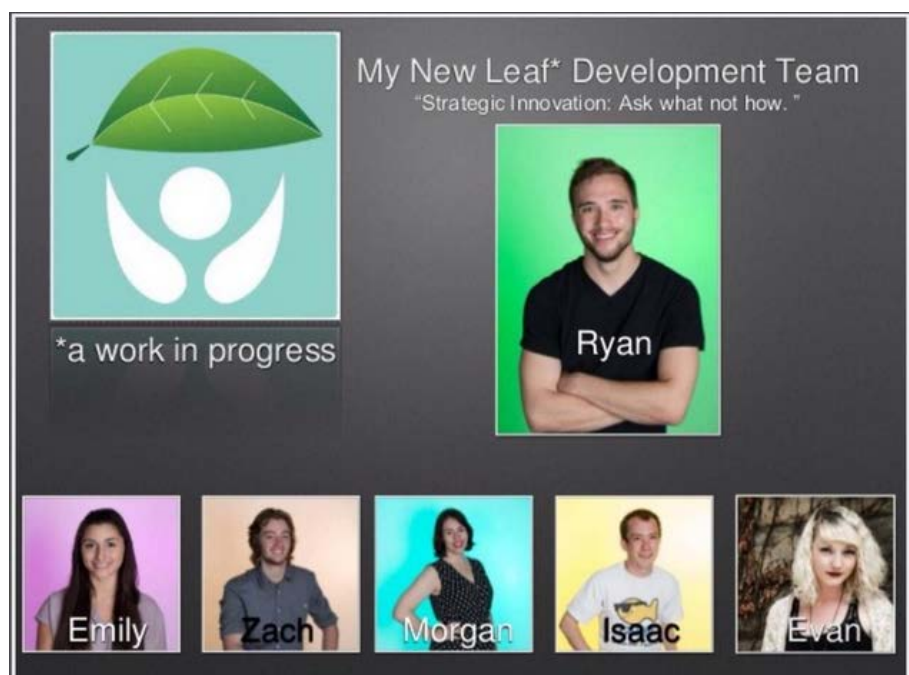 My New Leaf* Development Team
“Strategic Innovation: Ask what not how. ”
Ryan
*a work in progress
Emily
Zach
Morgan
Isaac
Evan